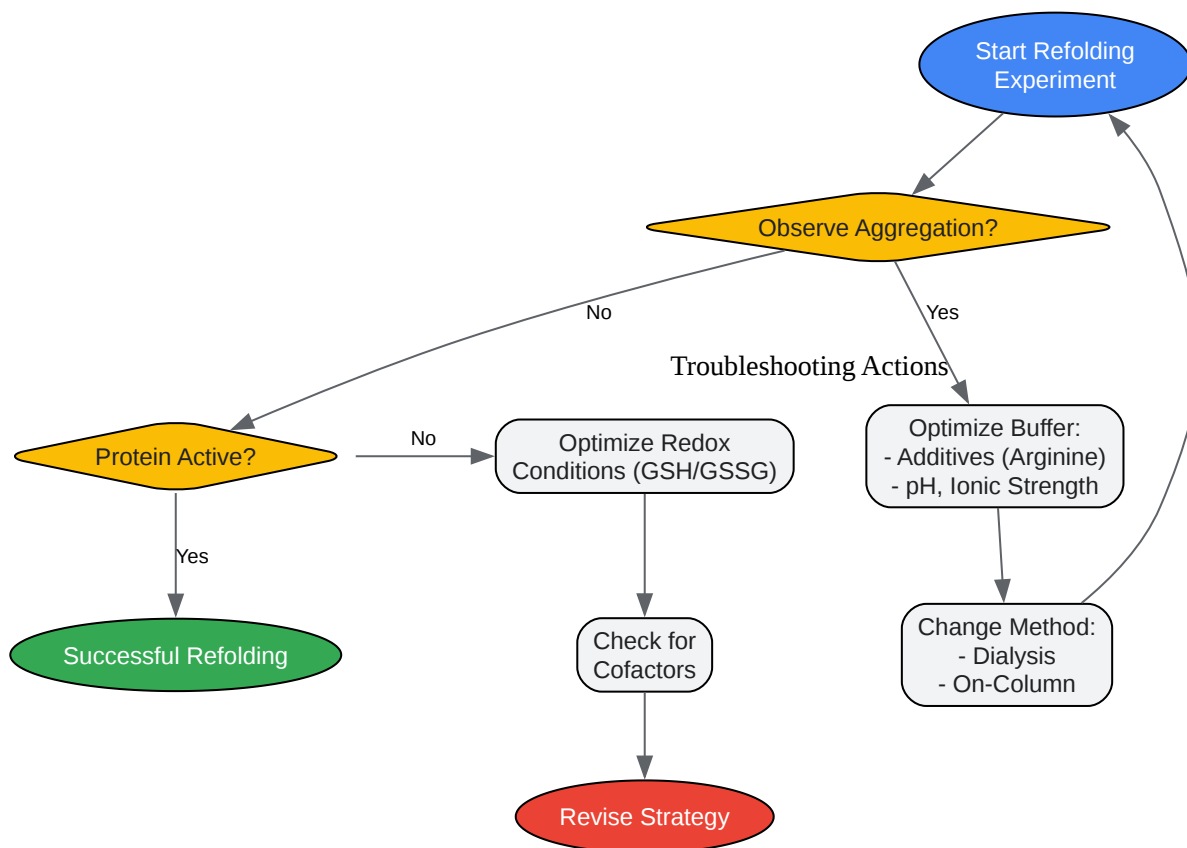 Start Refolding
Experiment
Observe Aggregation?
No
Yes
Troubleshooting Actions
Protein Active?
No
Optimize Redox
Conditions (GSH/GSSG)
Optimize Buffer:
- Additives (Arginine)
- pH, Ionic Strength
Yes
Successful Refolding
Check for
Cofactors
Change Method:
- Dialysis
- On-Column
Revise Strategy